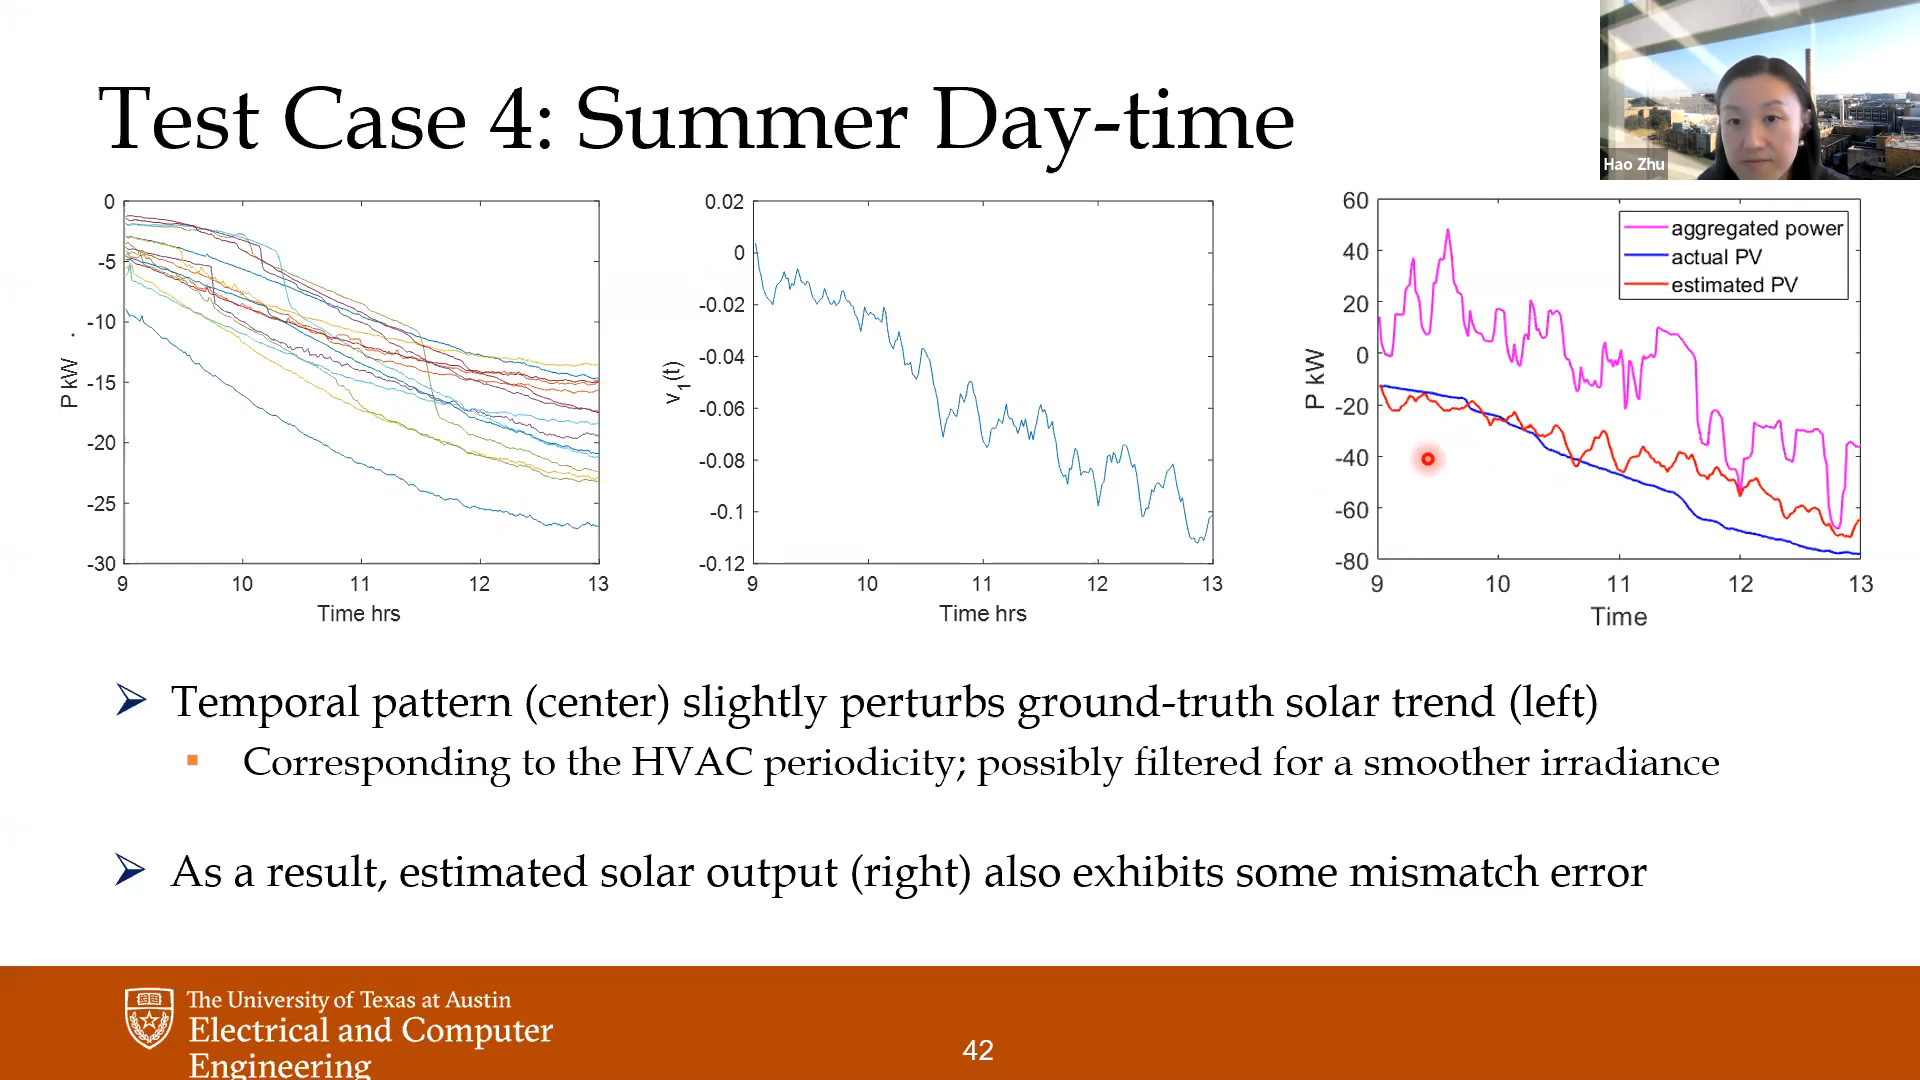 Test Case 4: Summer Day-time
Hao Zhu
0
-5
-10
-15
-20
-25
-30
P kW
9 10 11 12 13
Time hrs
0.02
0
-0.02
-0.04
-0.06
-0.08
-0.1
-0.12
v1(t)
9 10 11 12 13
Time hrs
60
40
20
0
-20
-40
-60
-80
P kW
aggregated power
actual PV
estimated PV
9 10 11 12 13
Time
Temporal pattern (center) slightly perturbs ground-truth solar trend (left)
Corresponding to the HVAC periodicity; possibly filtered for a smoother irradiance
As a result, estimated solar output (right) also exhibits some mismatch error
The University of Texas at Austin
Electrical and Computer
Engineering
42